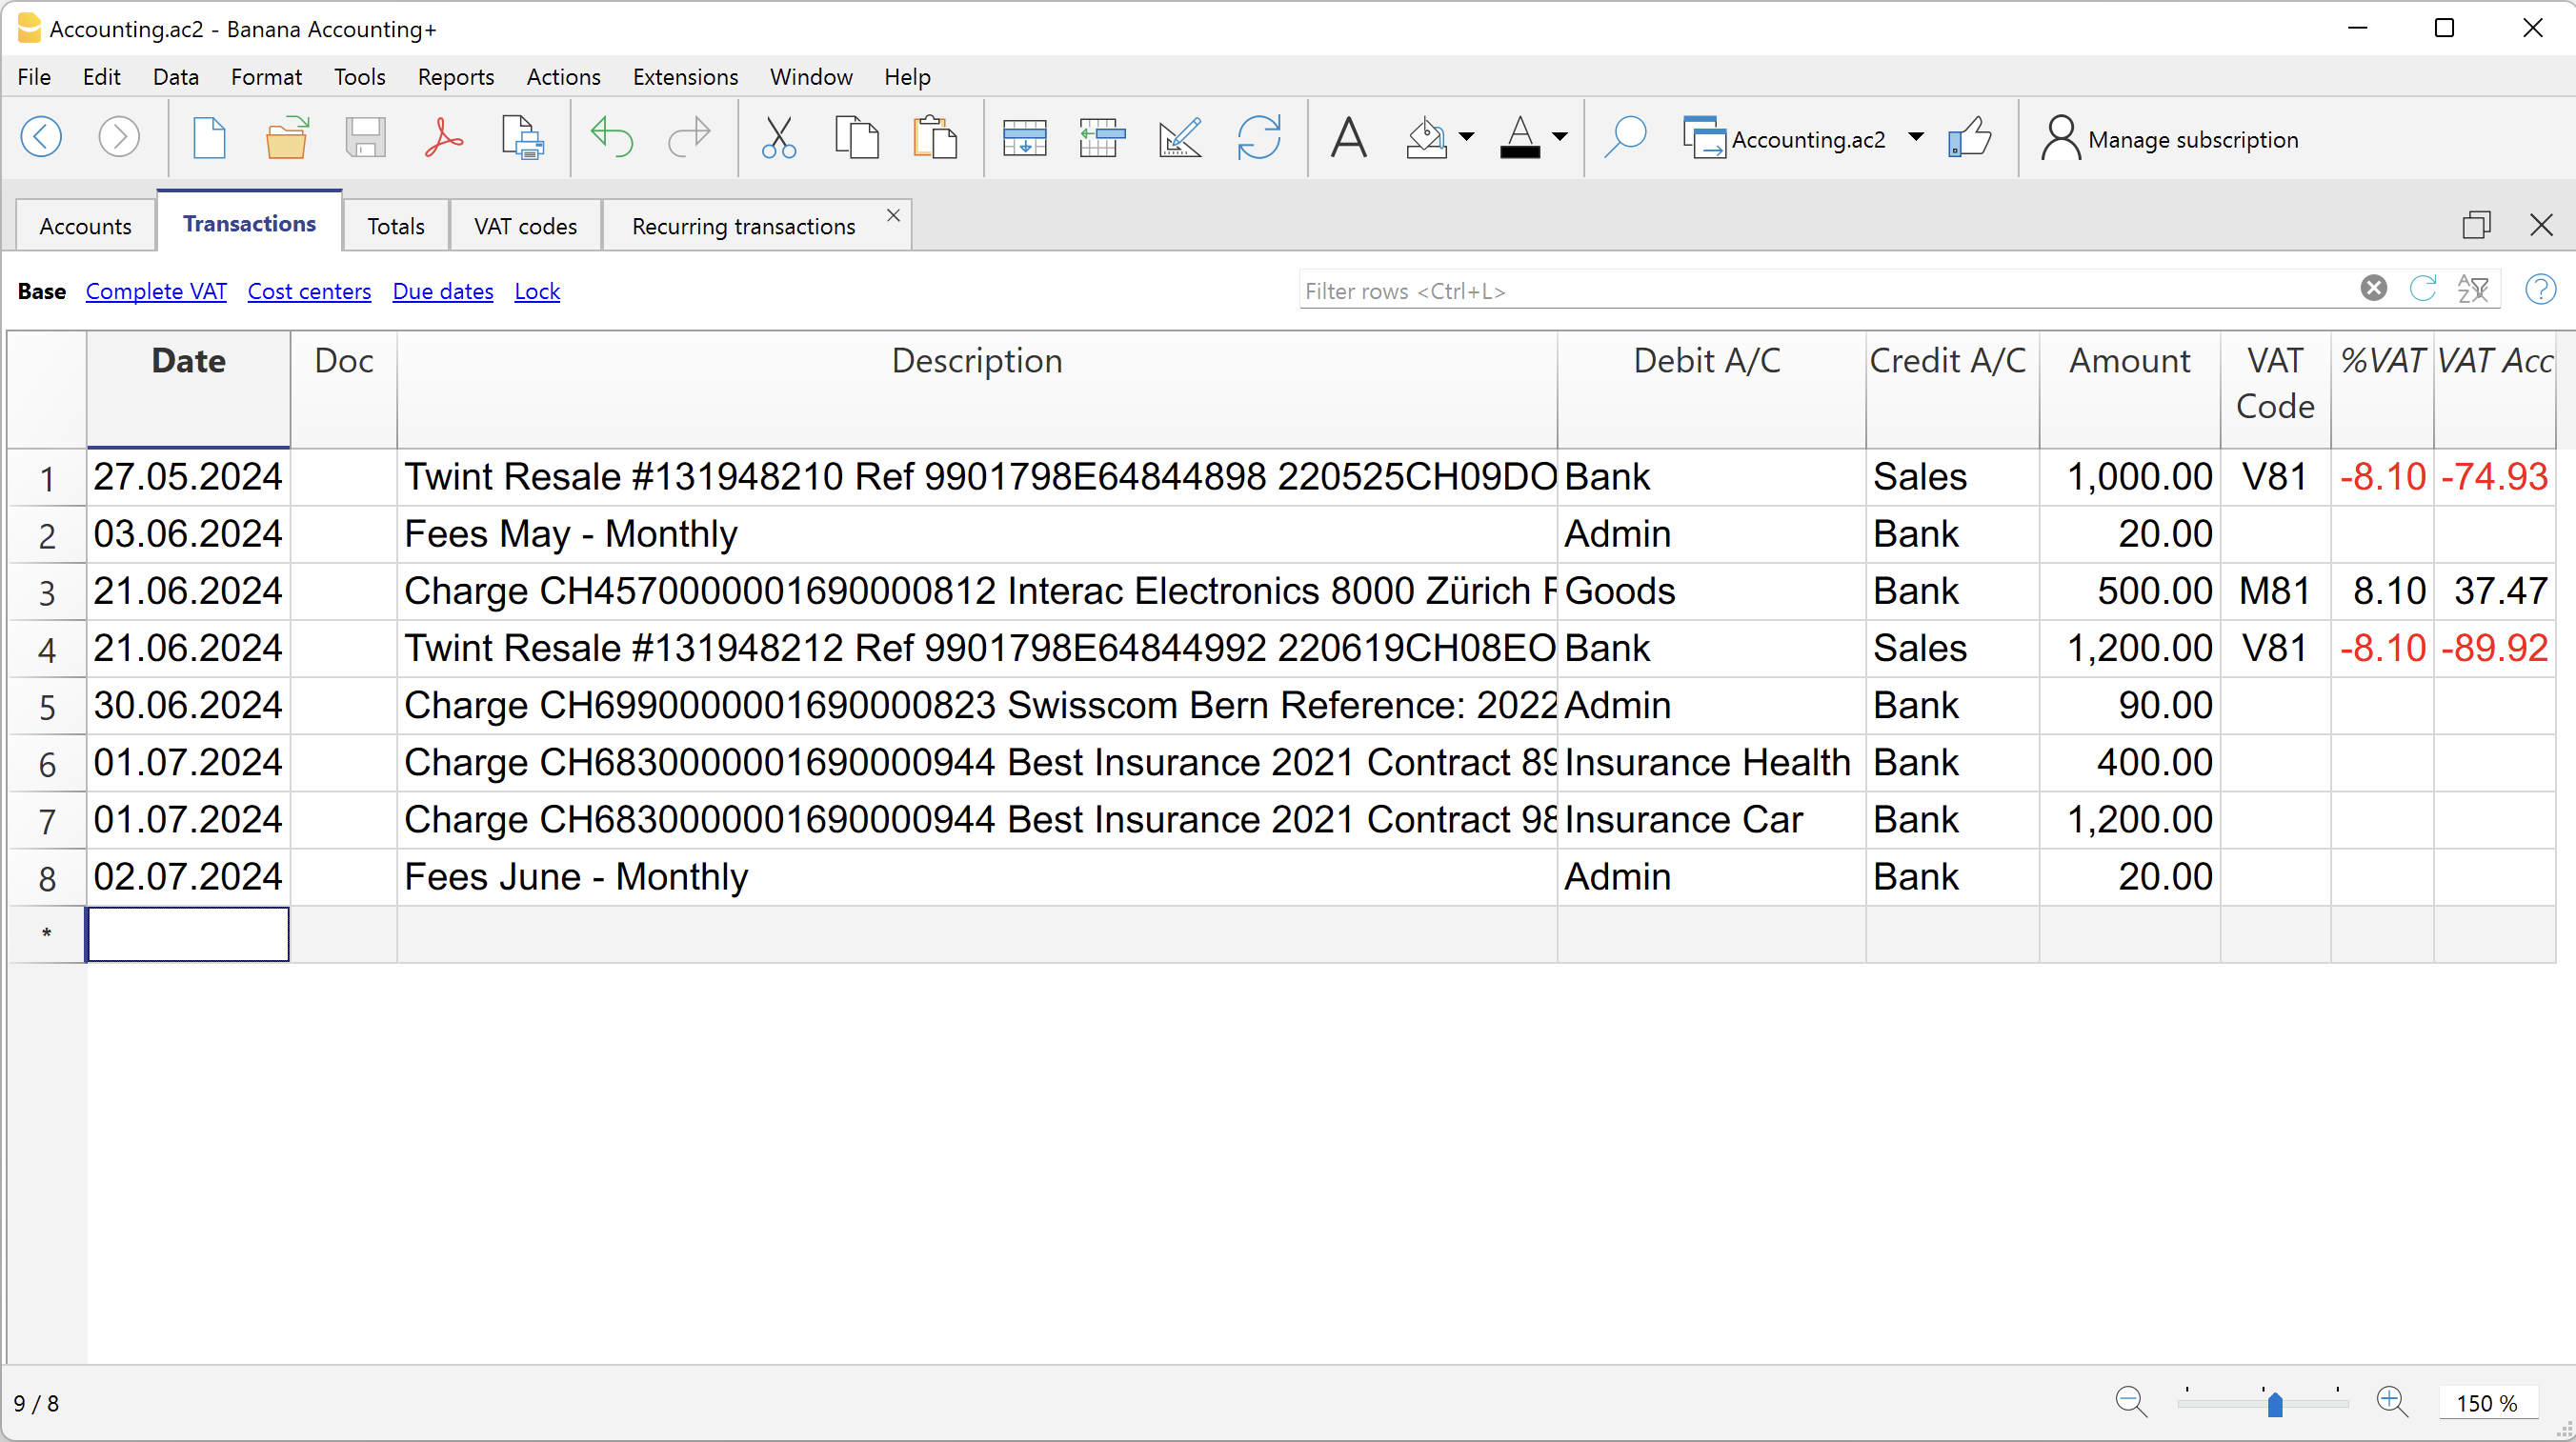 Accounting.ac2 - Banana Accounting+
File Edit Data Format Tools Reports Actions Extensions Window Help
Accounting.ac2 Manage subscription
Accounts Transactions Totals VAT codes Recurring transactions
Base Complete VAT Cost centers Due dates Lock Filter rows <Ctrl+L>
Date Doc Description Debit A/C Credit A/C Amount VAT Code %VAT VAT Acc
1 27.05.2024 Twint Resale #131948210 Ref 9901798E64844898 220525CH09DO Bank Sales 1,000.00 V81 -8.10 -74.93
2 03.06.2024 Fees May - Monthly Admin Bank 20.00
3 21.06.2024 Charge CH4570000001690000812 Interac Electronics 8000 Zürich Goods Bank 500.00 M81 8.10 37.47
4 21.06.2024 Twint Resale #131948212 Ref 9901798E64844992 220619CH08EO Bank Sales 1,200.00 V81 -8.10 -89.92
5 30.06.2024 Charge CH6990000001690000823 Swisscom Bern Reference: 2022 Admin Bank 90.00
6 01.07.2024 Charge CH6830000001690000944 Best Insurance 2021 Contract 89 Insurance Health Bank 400.00
7 01.07.2024 Charge CH6830000001690000944 Best Insurance 2021 Contract 98 Insurance Car Bank 1,200.00
8 02.07.2024 Fees June - Monthly Admin Bank 20.00
*
9 / 8 150 %